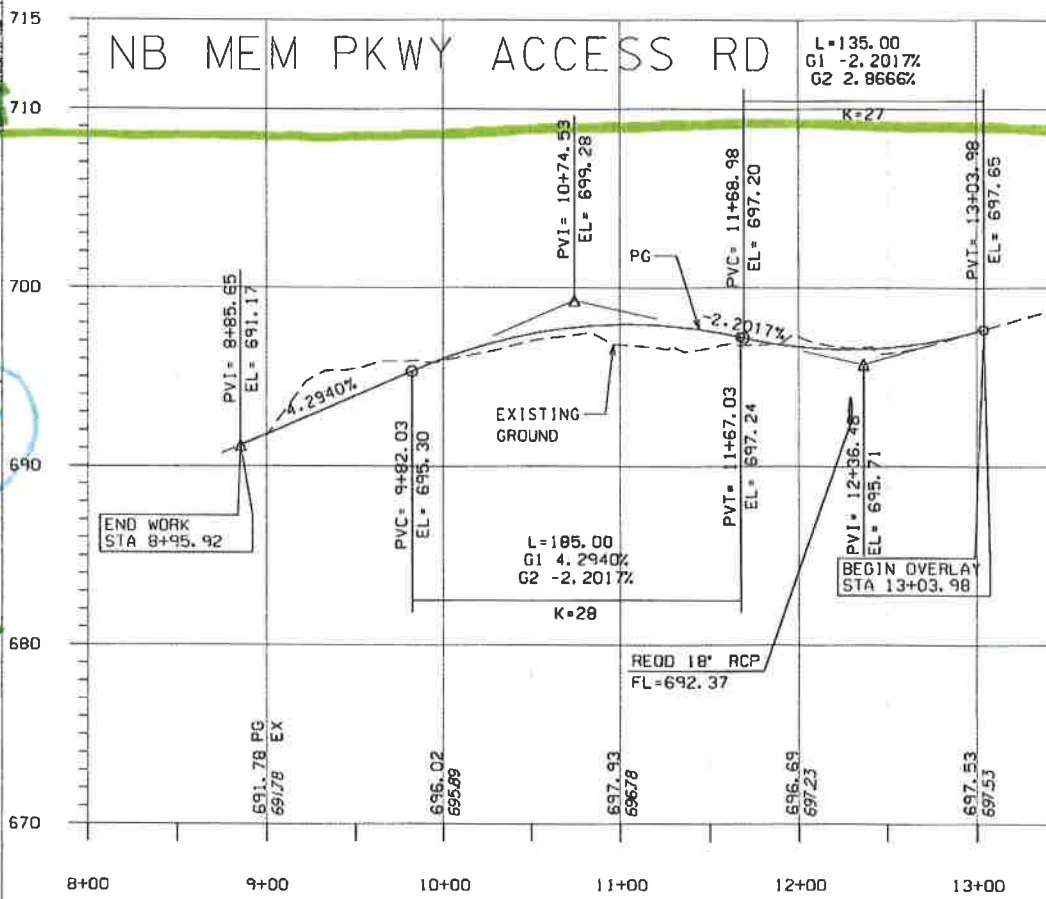 715
NB MEM PKWY ACCESS RD
L=135.00
G1 -2.2017%
G2 2.8666%
710
K=27
PVI= 10+74.53
EL= 699.28
PVC= 11+68.98
EL= 697.20
PVT= 13+03.98
EL= 697.65
700
PG
-2.2017%
PVI= 8+85.65
EL= 691.17
4.2940%
EXISTING
GROUND
690
PVC= 9+82.03
EL= 695.30
PVT= 11+67.03
EL= 697.24
PVI= 12+36.48
EL= 695.71
END WORK
STA 8+95.92
L=185.00
G1 4.2940%
G2 -2.2017%
K=28
BEGIN OVERLAY
STA 13+03.98
680
REQD 18" RCP
FL=692.37
691.78 PG
691.78 EX
696.02
695.89
697.93
696.78
696.69
697.23
697.53
697.53
670
8+00
9+00
10+00
11+00
12+00
13+00